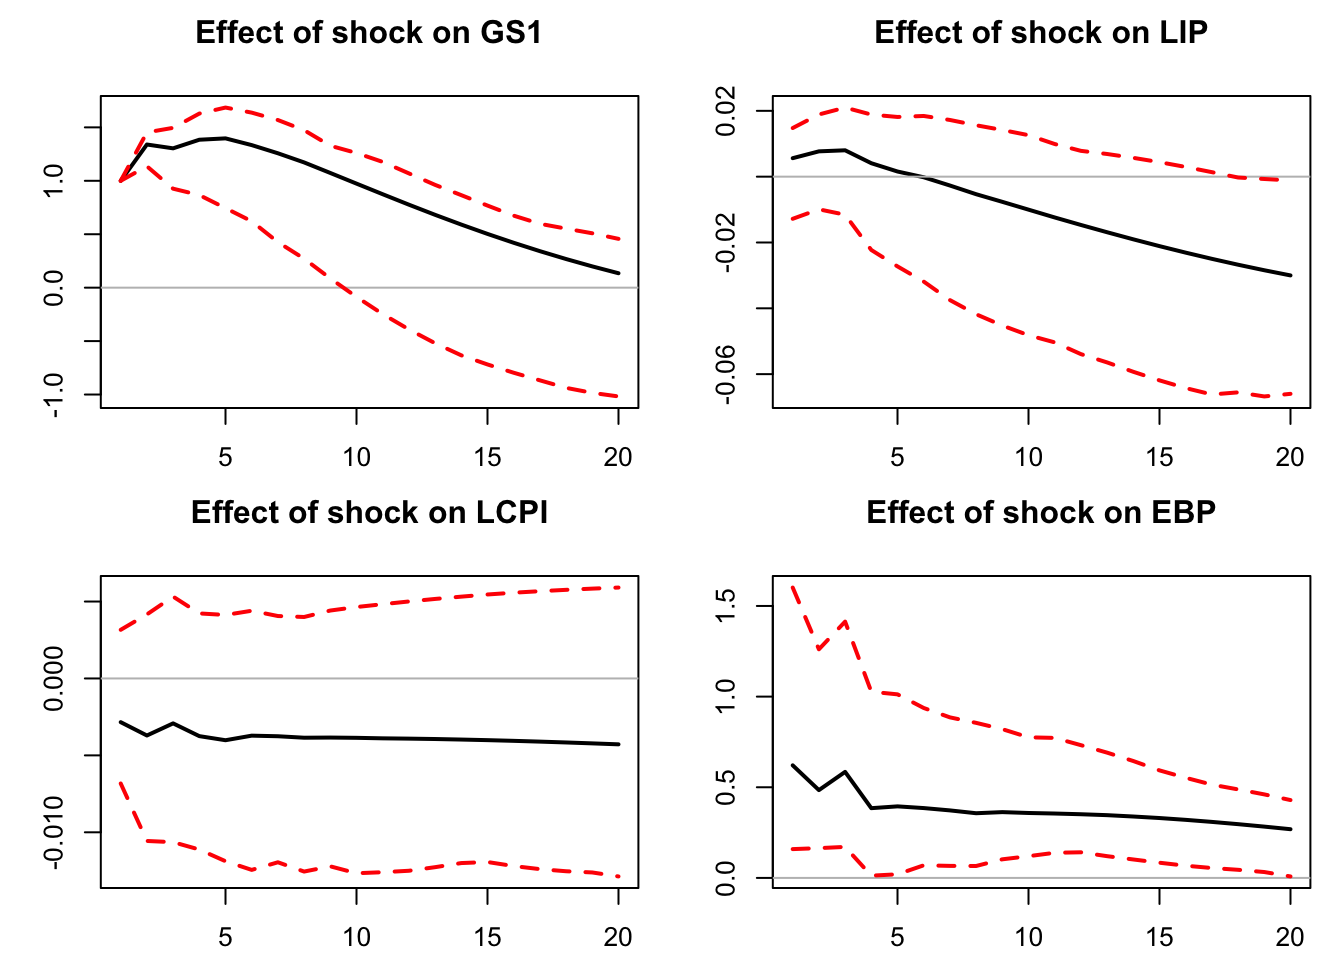 Effect of shock on GS1
1.0
0.0
-1.0
5 10 15 20
Effect of shock on LIP
0.02
-0.02
-0.06
5 10 15 20
Effect of shock on LCPI
0.000
-0.010
5 10 15 20
Effect of shock on EBP
1.5
1.0
0.5
0.0
5 10 15 20